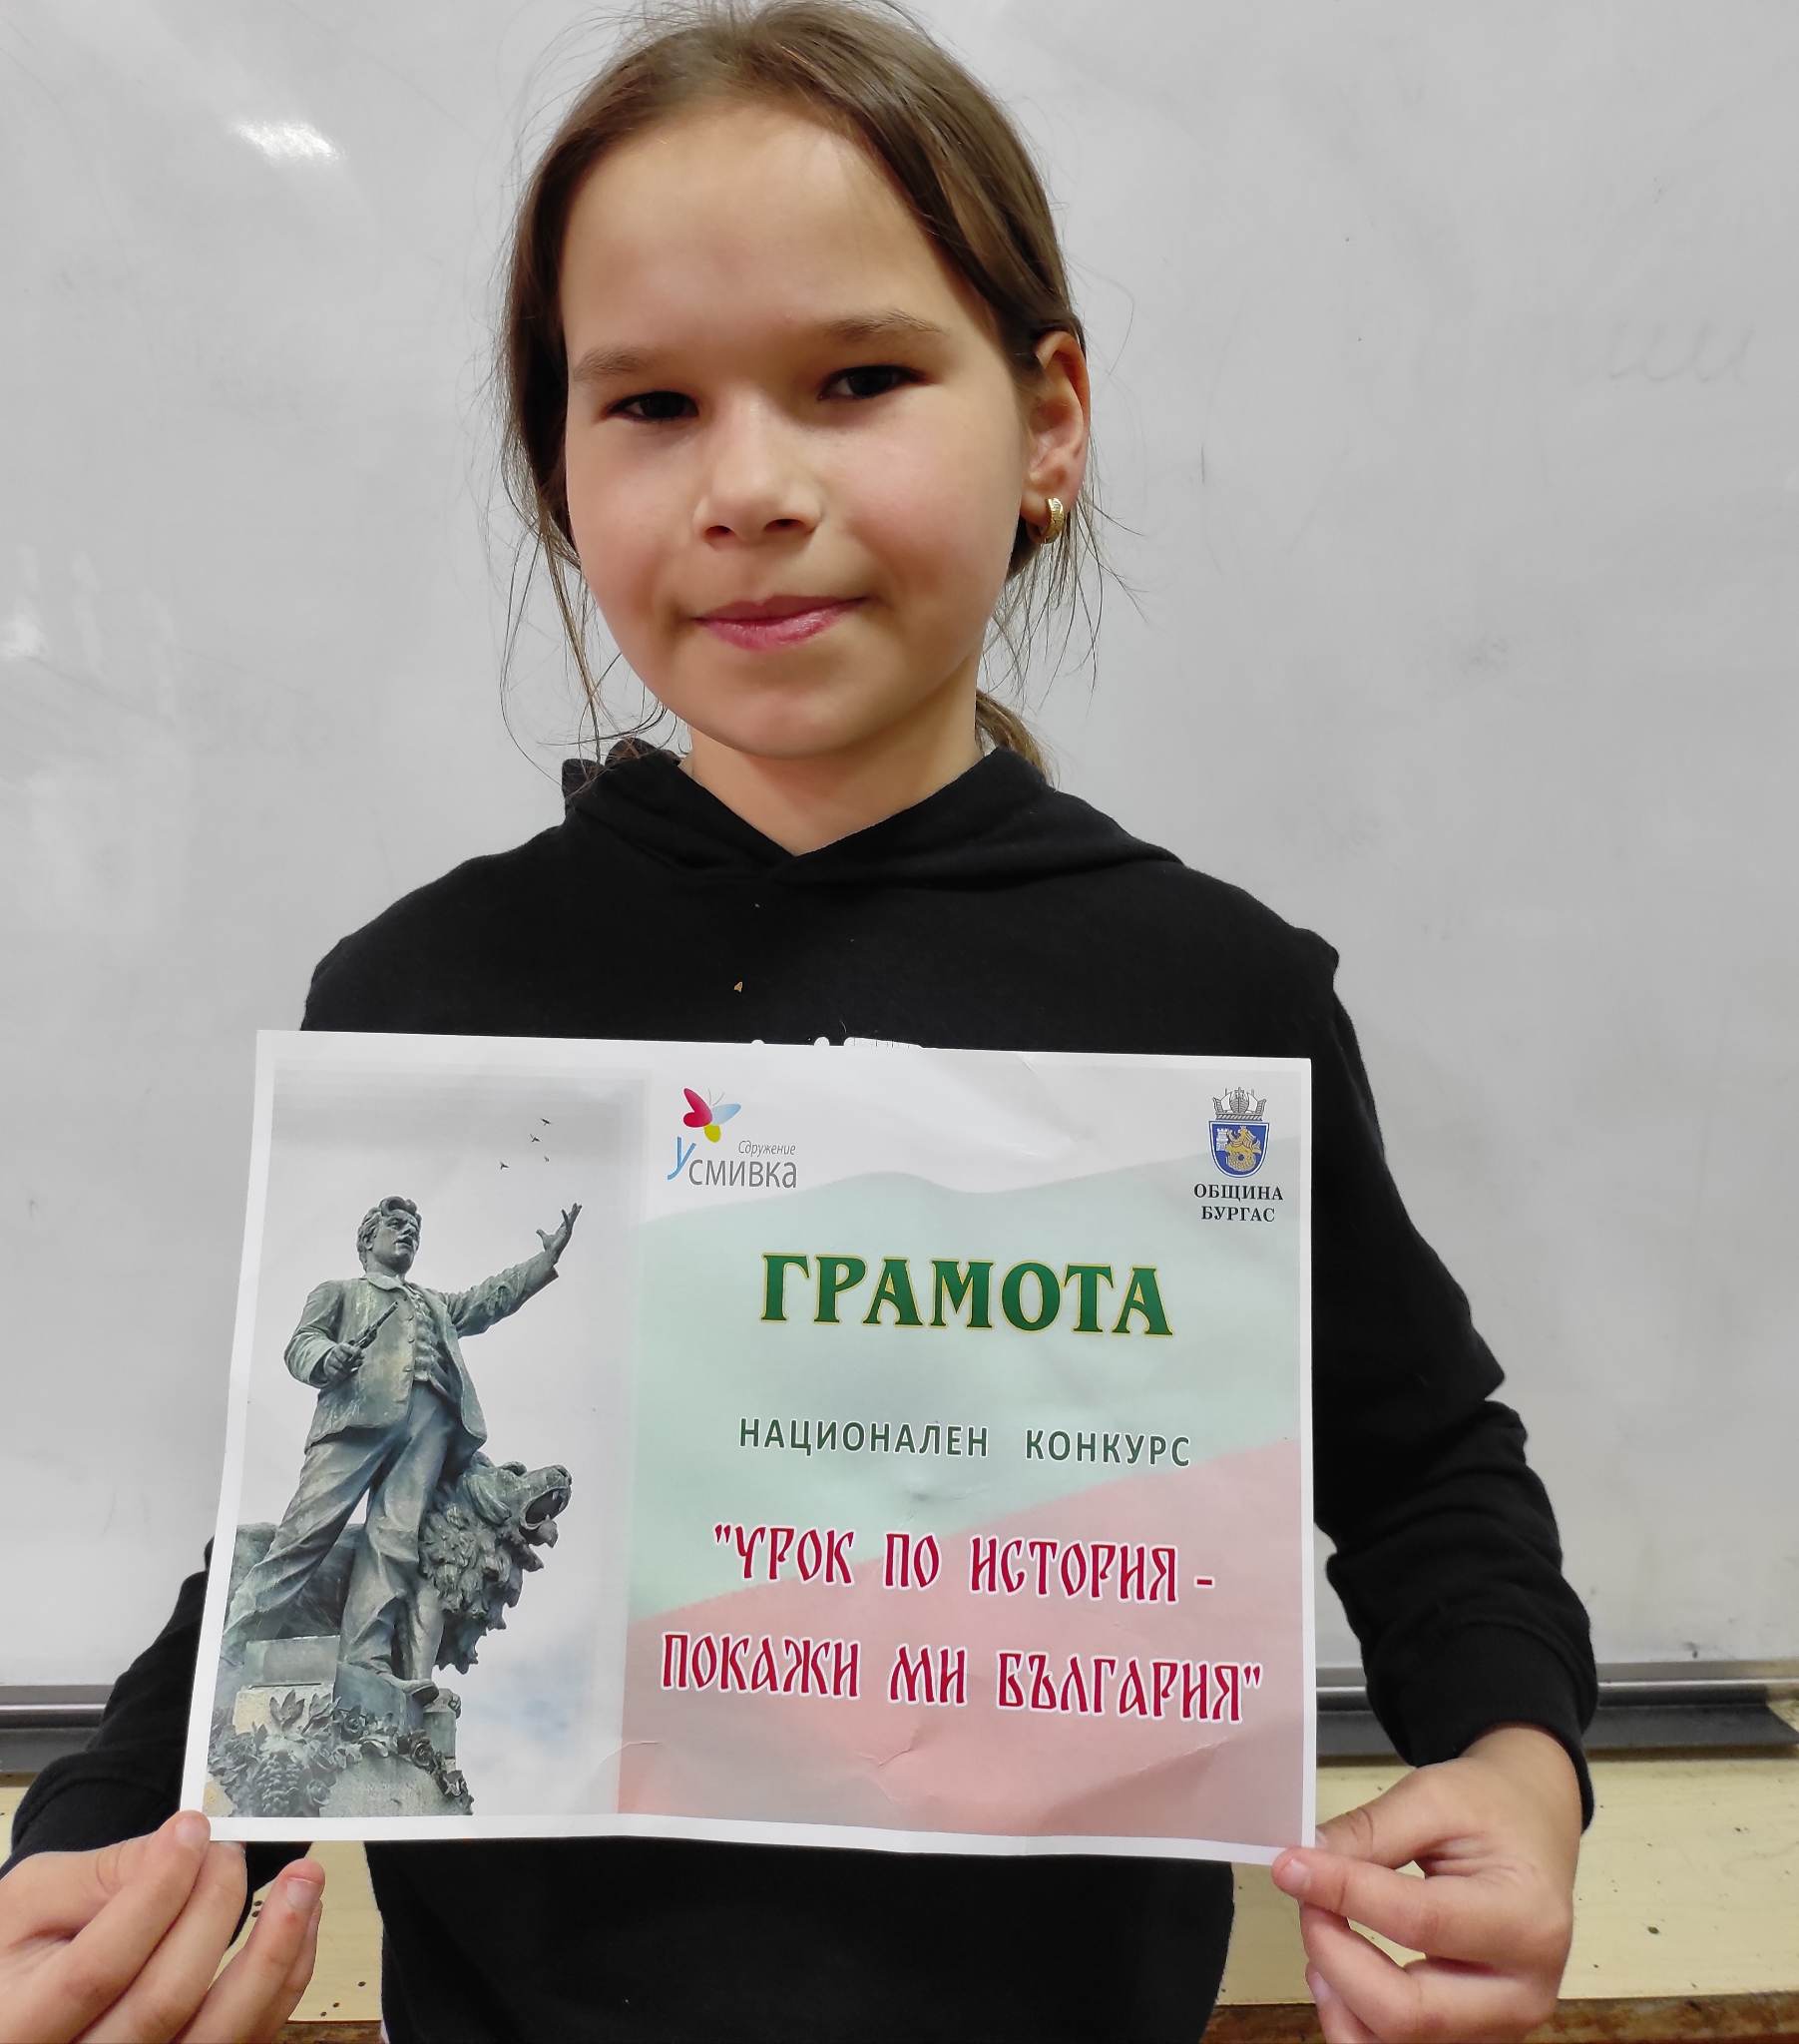 Сдружение
Усмивка
ОБЩИНА
БУРГАС
ГРАМОТА
НАЦИОНАЛЕН КОНКУРС
"УРОК ПО ИСТОРИЯ -
ПОКАЖИ МИ БЪЛГАРИЯ"